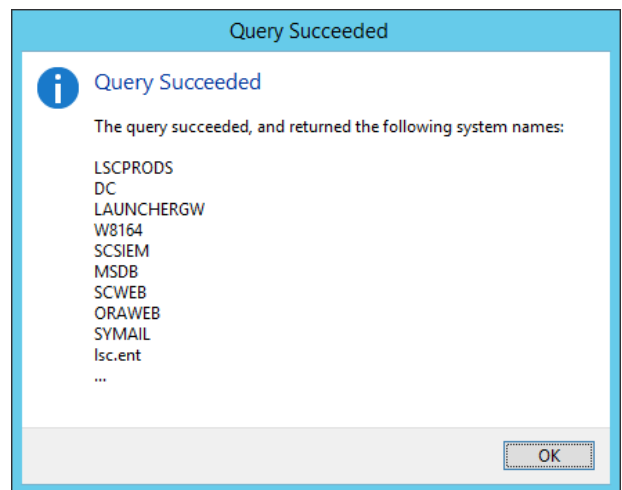 Query Succeeded
Query Succeeded
The query succeeded, and returned the following system names:
LSCPRODS
DC
LAUNCHERGW
W8164
SCSIEM
MSDB
SCWEB
ORAWEB
SYMAIL
lsc.ent
...
OK